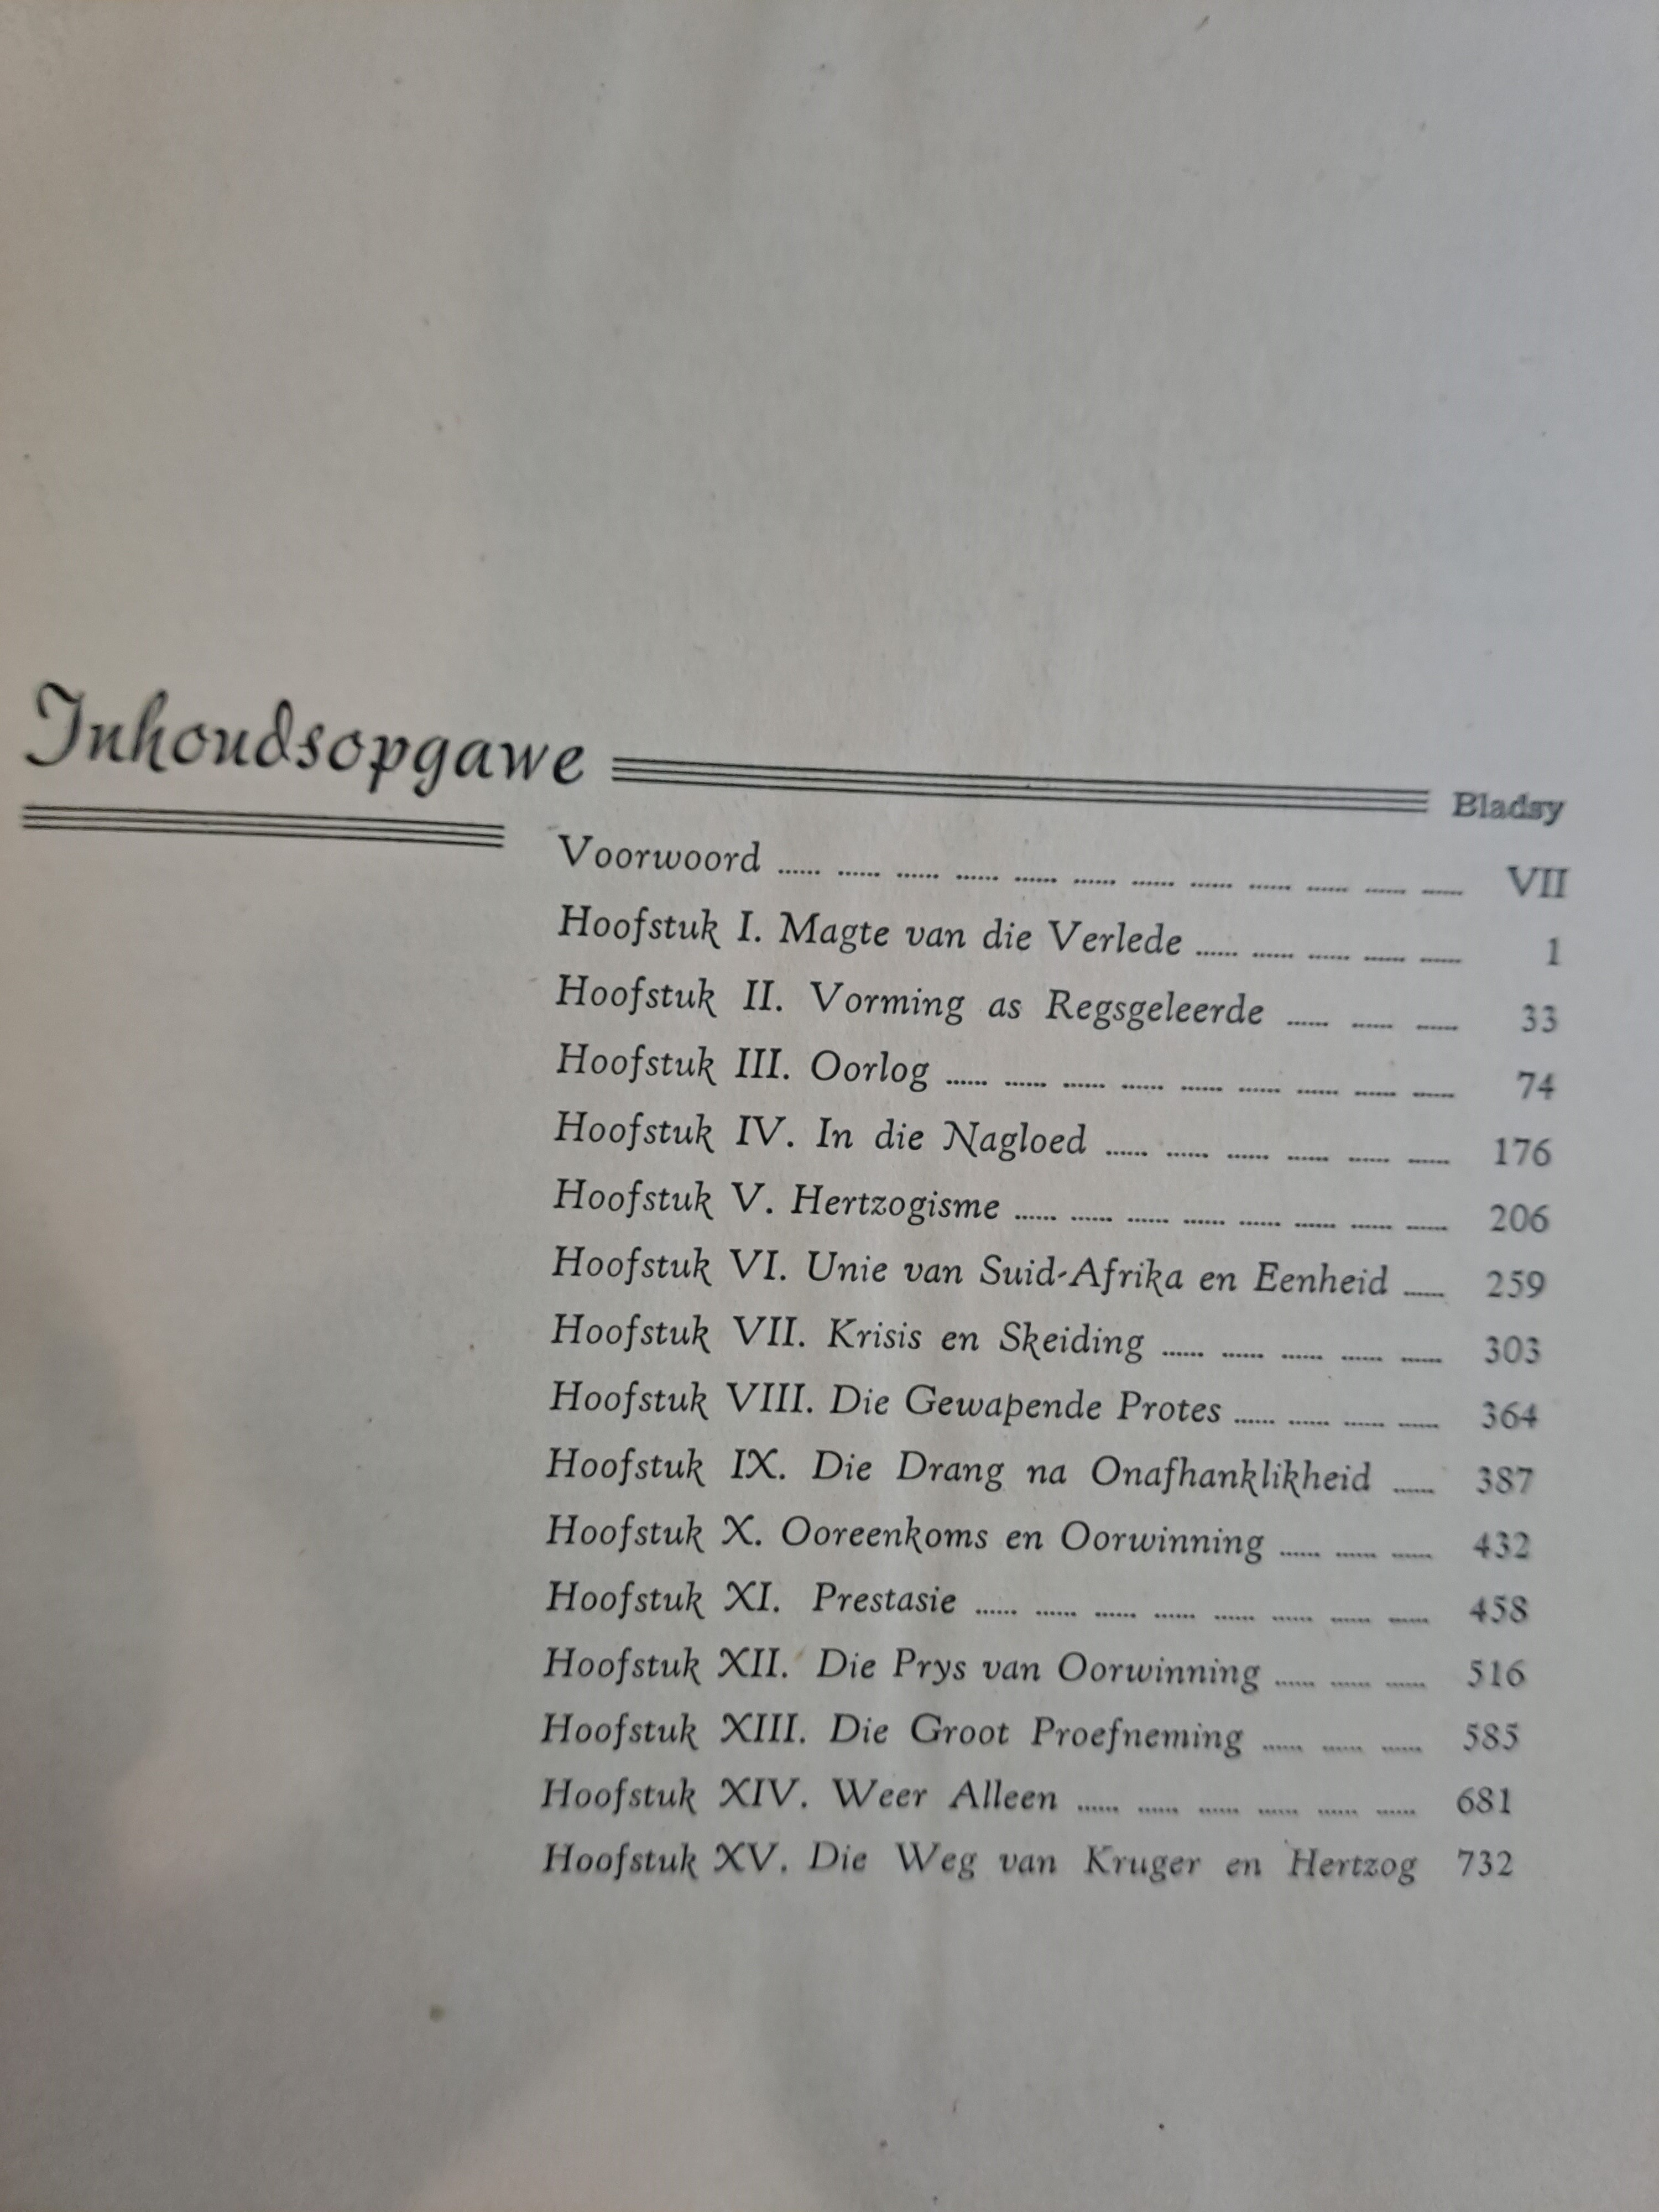 Inhoudsopgawe
Bladsy
Voorwoord ...... ...... ...... ...... ...... ...... ...... ...... ...... ...... ...... ...... VII
Hoofstuk I. Magte van die Verlede ...... ...... ...... ...... ...... 1
Hoofstuk II. Vorming as Regsgeleerde ...... ...... ...... 33
Hoofstuk III. Oorlog ...... ...... ...... ...... ...... ...... ...... ...... ...... 74
Hoofstuk IV. In die Nagloed ...... ...... ...... ...... ...... ...... 176
Hoofstuk V. Hertzogisme ...... ...... ...... ...... ...... ...... ...... ...... 206
Hoofstuk VI. Unie van Suid-Afrika en Eenheid ...... 259
Hoofstuk VII. Krisis en Skeiding ...... ...... ...... ...... ...... 303
Hoofstuk VIII. Die Gewapende Protes ...... ...... ...... ...... 364
Hoofstuk IX. Die Drang na Onafhanklikheid ...... 387
Hoofstuk X. Ooreenkoms en Oorwinning ...... ...... ...... 432
Hoofstuk XI. Prestasie ...... ...... ...... ...... ...... ...... ...... ...... 458
Hoofstuk XII. Die Prys van Oorwinning ...... ...... ...... 516
Hoofstuk XIII. Die Groot Proefneming ...... ...... ...... 585
Hoofstuk XIV. Weer Alleen ...... ...... ...... ...... ...... ...... 681
Hoofstuk XV. Die Weg van Kruger en Hertzog 732